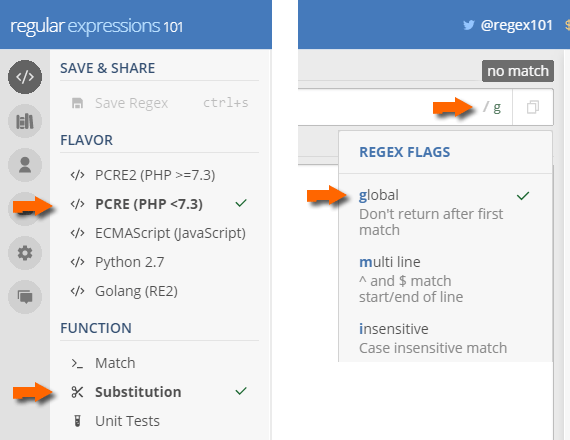 regular expressions 101
SAVE & SHARE
Save Regex ctrl+s
FLAVOR
</> PCRE2 (PHP >=7.3)
</> PCRE (PHP <7.3)
</> ECMAScript (JavaScript)
</> Python 2.7
</> Golang (RE2)
FUNCTION
>_ Match
Substitution
Unit Tests
@regex101
no match
/ g
REGEX FLAGS
global
Don't return after first
match
multi line
^ and $ match
start/end of line
insensitive
Case insensitive match